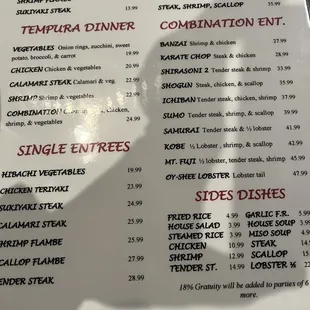 SUKIYAKI STEAK 13.99
TEMPURA DINNER
VEGETABLES Onion rings, zucchini, sweet
potato, broccoli, & carrot 19.99
CHICKEN Chicken & vegetables 20.99
CALAMARI STEAK Calamari & veg. 22.99
SHRIMP Shrimp & vegetables 22.99
COMBINATION chicken,
shrimp, & vegetables 24.99
SINGLE ENTREES
HIBACHI VEGETABLES 19.99
CHICKEN TERIYAKI 23.99
SUKIYAKI STEAK 24.99
CALAMARI STEAK 25.99
SHRIMP FLAMBE 25.99
SCALLOP FLAMBE 27.99
TENDER STEAK 28.99
STEAK, SHRIMP, SCALLOP 35.99
COMBINATION ENT.
BANZAI Shrimp & chicken 27.99
KARATE CHOP Steak & chicken 28.99
SHIRASONI 2 Tender steak & shrimp 33.99
SHOGUN Steak, chicken, & scallop 35.99
ICHIBAN Tender steak, chicken, shrimp 37.99
SUMO Tender steak, shrimp, & scallop 39.99
SAMURAI Tender steak & ½ lobster 42.99
KOBE ½ Lobster , shrimp, & scallop 47.99
MT. FUJI ½ lobster, tender steak, shrimp 45.99
OY-SHEE LOBSTER Lobster tail 47.99
SIDES DISHES
FRIED RICE 4.99 GARLIC F.R. 5.99
HOUSE SALAD 3.99 HOUSE SOUP 3.99
STEAMED RICE 3.99 MISO SOUP 4.99
CHICKEN 10.99 STEAK 14.99
SHRIMP 12.99 SCALLOP 15.99
TENDER ST. 14.99 LOBSTER ½ 22.99
18% Gratuity will be added to parties of 6
more.